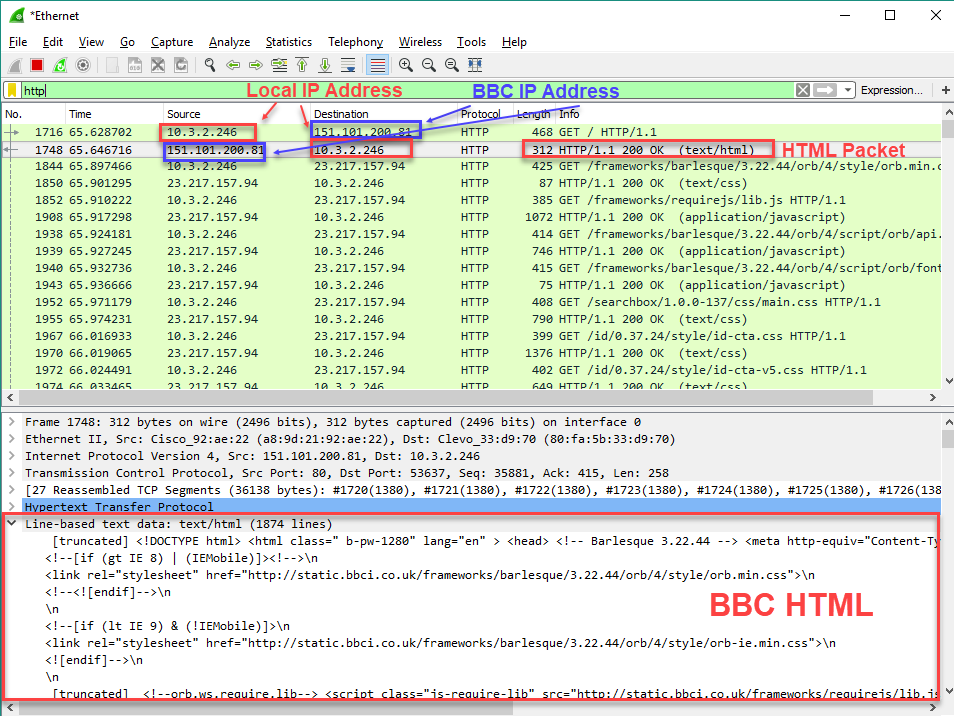 *Ethernet
File Edit View Go Capture Analyze Statistics Telephony Wireless Tools Help
http
Expression... +
Local IP Address BBC IP Address
No. Time Source Destination Protocol Length Info
1716 65.628702 10.3.2.246 151.101.200.81 HTTP 468 GET / HTTP/1.1
1748 65.646716 151.101.200.81 10.3.2.246 HTTP 312 HTTP/1.1 200 OK (text/html) HTML Packet
1844 65.897466 10.3.2.246 23.217.157.94 HTTP 425 GET /frameworks/barlesque/3.22.44/orb/4/style/orb.min.c
1850 65.901295 23.217.157.94 10.3.2.246 HTTP 87 HTTP/1.1 200 OK (text/css)
1852 65.910222 10.3.2.246 23.217.157.94 HTTP 385 GET /frameworks/requirejs/lib.js HTTP/1.1
1908 65.917298 23.217.157.94 10.3.2.246 HTTP 1072 HTTP/1.1 200 OK (application/javascript)
1938 65.924181 10.3.2.246 23.217.157.94 HTTP 414 GET /frameworks/barlesque/3.22.44/orb/4/script/orb/api.
1939 65.927245 23.217.157.94 10.3.2.246 HTTP 746 HTTP/1.1 200 OK (application/javascript)
1940 65.932736 10.3.2.246 23.217.157.94 HTTP 415 GET /frameworks/barlesque/3.22.44/orb/4/script/orb/font
1943 65.936666 23.217.157.94 10.3.2.246 HTTP 75 HTTP/1.1 200 OK (application/javascript)
1952 65.971179 10.3.2.246 23.217.157.94 HTTP 408 GET /searchbox/1.0.0-137/css/main.css HTTP/1.1
1955 65.974231 23.217.157.94 10.3.2.246 HTTP 790 HTTP/1.1 200 OK (text/css)
1967 66.016933 10.3.2.246 23.217.157.94 HTTP 399 GET /id/0.37.24/style/id-cta.css HTTP/1.1
1970 66.019065 23.217.157.94 10.3.2.246 HTTP 1376 HTTP/1.1 200 OK (text/css)
1972 66.024491 10.3.2.246 23.217.157.94 HTTP 402 GET /id/0.37.24/style/id-cta-v5.css HTTP/1.1
1974 66.033465 23.217.157.94 10.3.2.246 HTTP 649 HTTP/1.1 200 OK (text/css)
Frame 1748: 312 bytes on wire (2496 bits), 312 bytes captured (2496 bits) on interface 0
Ethernet II, Src: Cisco_92:ae:22 (a8:9d:21:92:ae:22), Dst: Clevo_33:d9:70 (80:fa:5b:33:d9:70)
Internet Protocol Version 4, Src: 151.101.200.81, Dst: 10.3.2.246
Transmission Control Protocol, Src Port: 80, Dst Port: 53637, Seq: 35881, Ack: 415, Len: 258
[27 Reassembled TCP Segments (36138 bytes): #1720(1380), #1721(1380), #1722(1380), #1723(1380), #1724(1380), #1725(1380), #1726(138
Hypertext Transfer Protocol
Line-based text data: text/html (1874 lines)
[truncated] <!DOCTYPE html> <html class=" b-pw-1280" lang="en" > <head> <!-- Barlesque 3.22.44 --> <meta http-equiv="Content-Ty
<!--[if (gt IE 8) | (IEMobile)]><!-->\n
<link rel="stylesheet" href="http://static.bbci.co.uk/frameworks/barlesque/3.22.44/orb/4/style/orb.min.css">\n
<!--<![endif]-->\n
\n
<!--[if (lt IE 9) & (!IEMobile)]>\n
<link rel="stylesheet" href="http://static.bbci.co.uk/frameworks/barlesque/3.22.44/orb/4/style/orb-ie.min.css">\n
<![endif]-->\n
\n
[truncated] <!--orb.ws.require.lib--> <script class="js-require-lib" src="http://static.bbci.co.uk/frameworks/requirejs/lib.js
BBC HTML